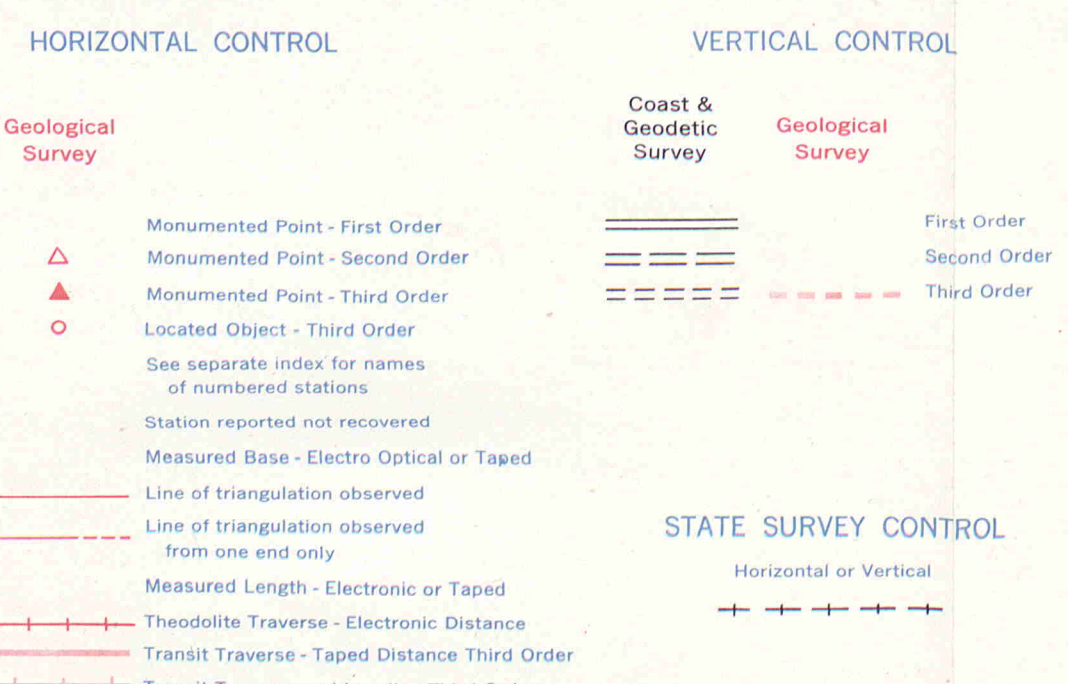 HORIZONTAL CONTROL
Geological
Survey
Monumented Point - First Order
Monumented Point - Second Order
Monumented Point - Third Order
Located Object - Third Order
See separate index for names
of numbered stations
Station reported not recovered
Measured Base - Electro Optical or Taped
Line of triangulation observed
Line of triangulation observed
from one end only
Measured Length - Electronic or Taped
Theodolite Traverse - Electronic Distance
Transit Traverse - Taped Distance Third Order
VERTICAL CONTROL
Coast &
Geodetic
Survey
Geological
Survey
First Order
Second Order
Third Order
STATE SURVEY CONTROL
Horizontal or Vertical